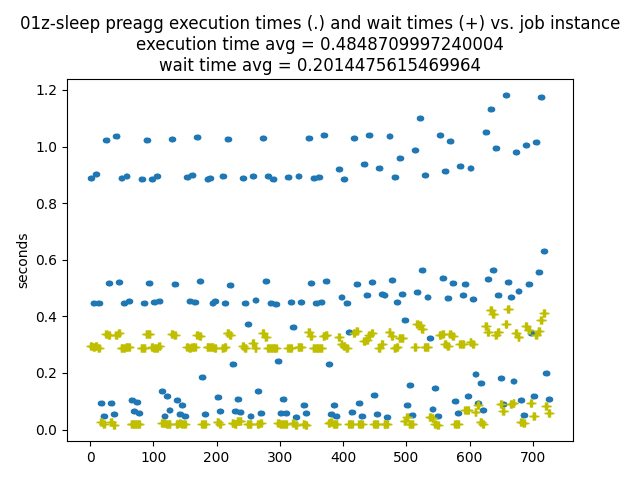 01z-sleep preagg execution times (.) and wait times (+) vs. job instance
execution time avg = 0.4848709997240004
wait time avg = 0.2014475615469964
1.2
1.0
0.8
0.6
0.4
0.2
0.0
seconds
0 100 200 300 400 500 600 700